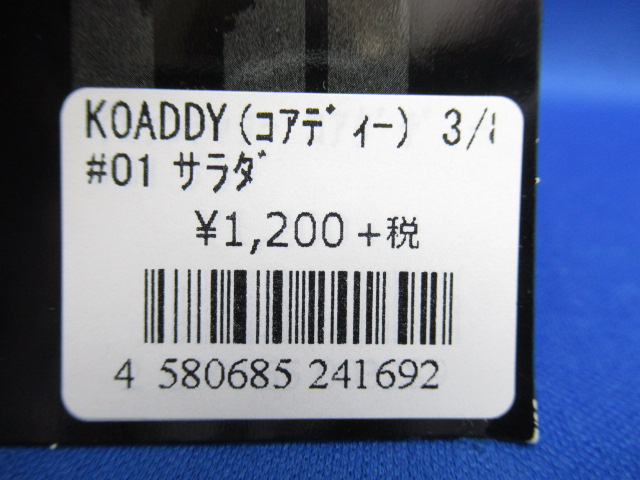 KOADDY(ｺｱﾃﾞｨｰ) 3/
#01 ｻﾗﾀﾞ
¥1,200+税
4 580685 241692